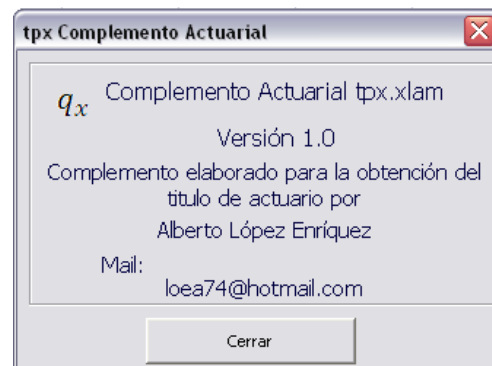 tpx Complemento Actuarial
qx Complemento Actuarial tpx.xlam
Versión 1.0
Complemento elaborado para la obtención del
titulo de actuario por
Alberto López Enríquez
Mail:
loea74@hotmail.com
Cerrar